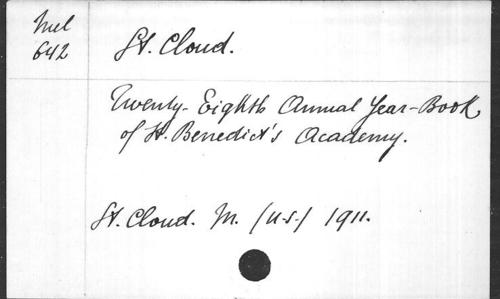 Mel
642
St. Cloud.
Twenty-Eighth Annual Year-Book
of St. Benedict's Academy.
St. Cloud. M. (U.S.) 1911.